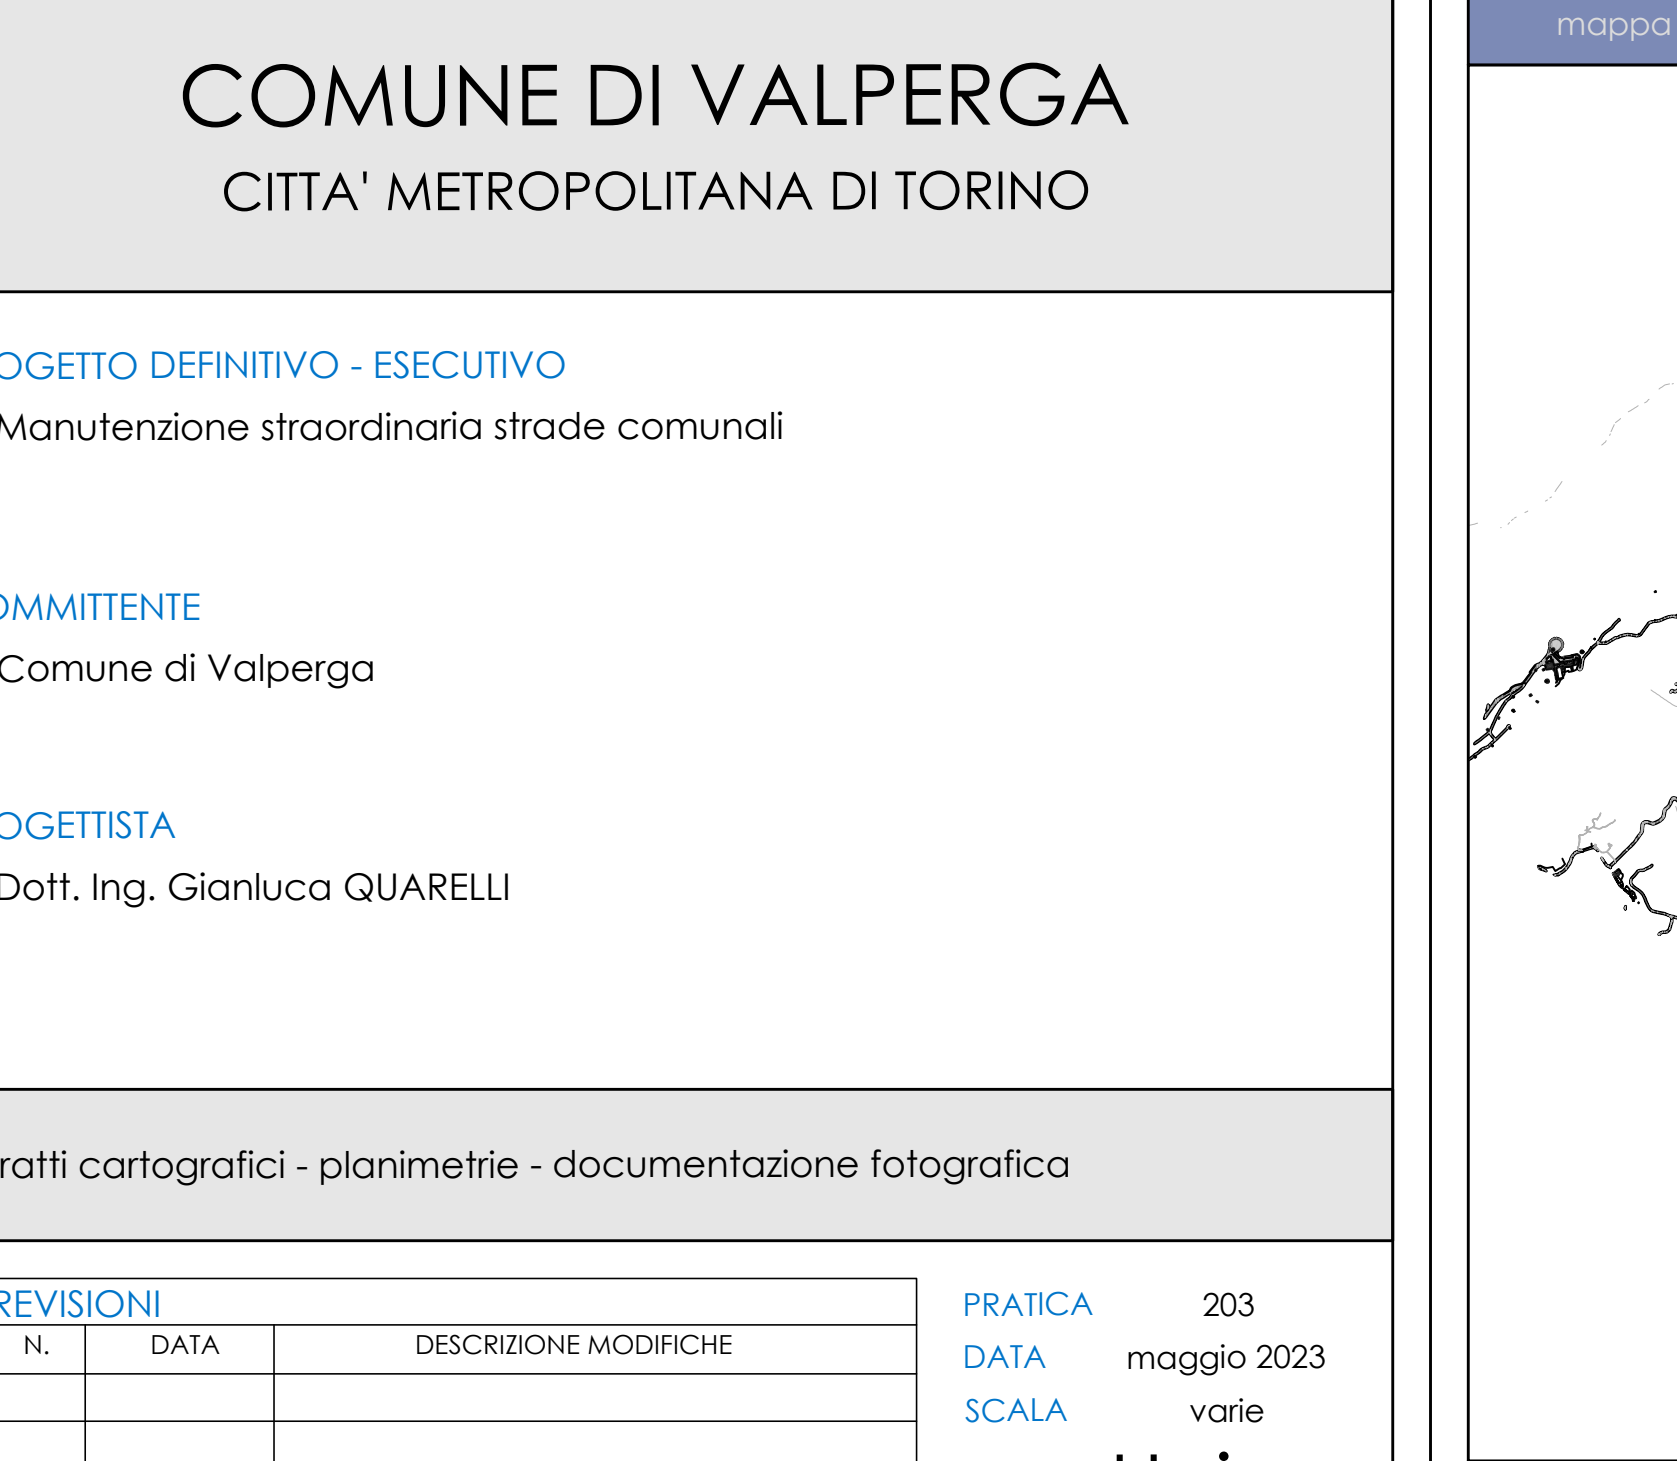 COMUNE DI VALPERGA
CITTA' METROPOLITANA DI TORINO
OGETTO DEFINITIVO - ESECUTIVO
Manutenzione straordinaria strade comunali
OMMITTENTE
Comune di Valperga
OGETTISTA
Dott. Ing. Gianluca QUARELLI
ratti cartografici - planimetrie - documentazione fotografica
REVISIONI
N. DATA DESCRIZIONE MODIFICHE
PRATICA 203
DATA maggio 2023
SCALA varie
mappa